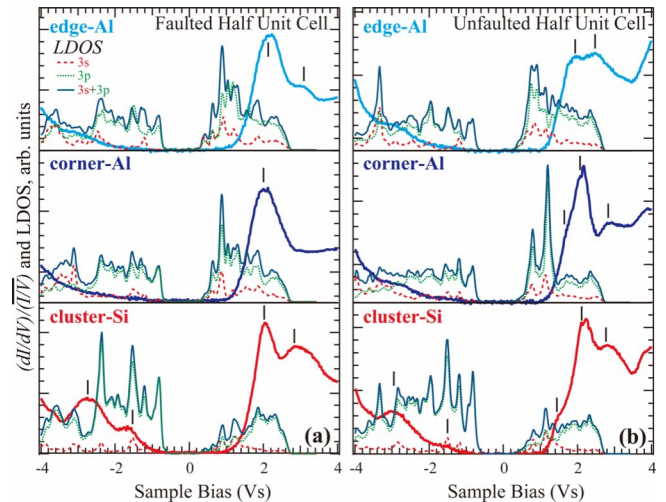 edge-Al
Faulted Half Unit Cell
LDOS
3s
3p
3s+3p
corner-Al
cluster-Si
(a)
-4 -2 0 2 4
Sample Bias (Vs)
edge-Al
Unfaulted Half Unit Cell
corner-Al
cluster-Si
(b)
-4 -2 0 2 4
Sample Bias (Vs)
(dI/dV)/(I/V) and LDOS, arb. units